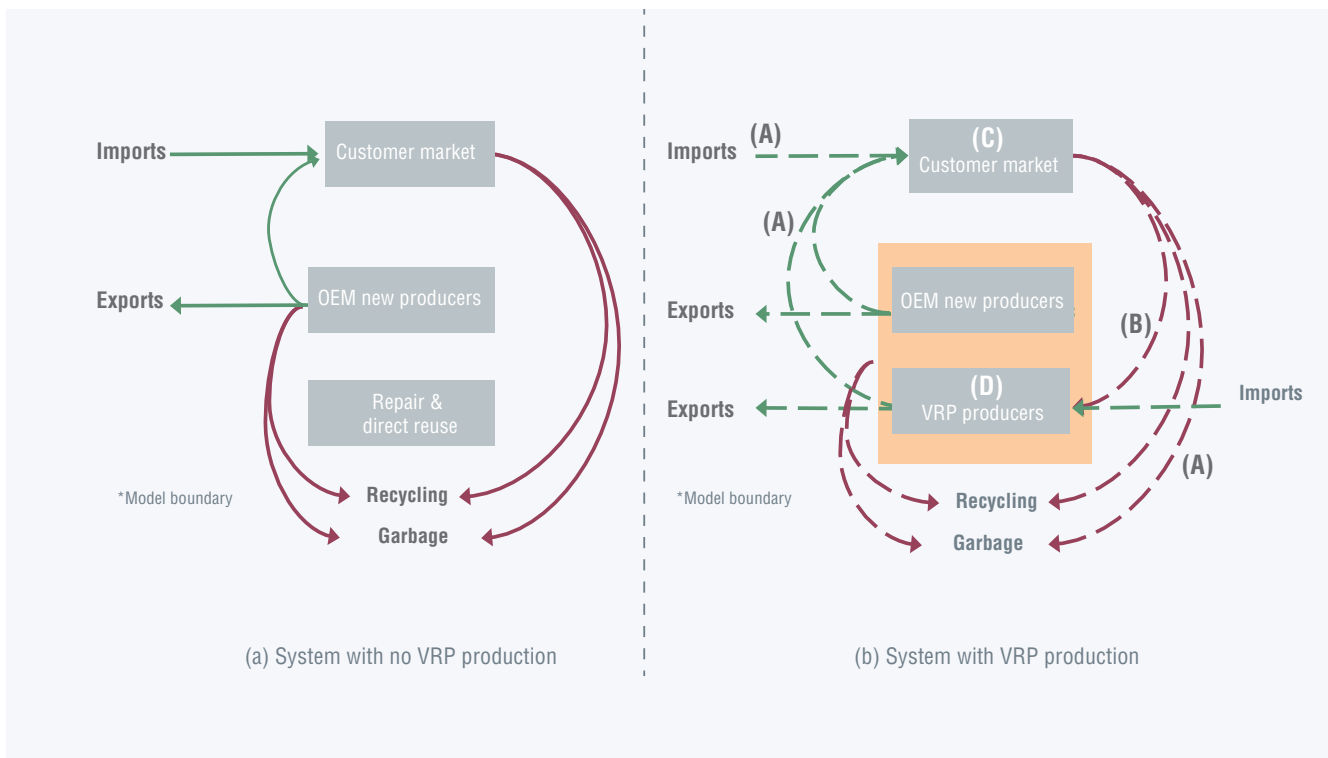 Imports
Customer market
Exports
OEM new producers
Repair &
direct reuse
*Model boundary
Recycling
Garbage
(a) System with no VRP production
Imports
(A)
(C)
Customer market
(A)
Exports
OEM new producers
(B)
Exports
(D)
VRP producers
Imports
(A)
*Model boundary
Recycling
Garbage
(b) System with VRP production